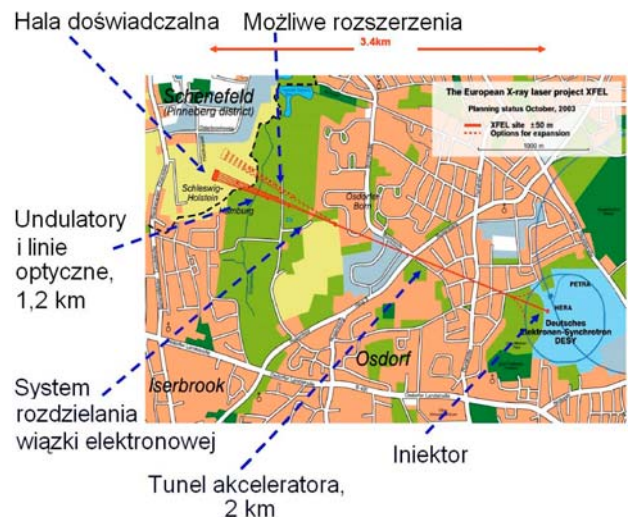 Hala doświadczalna
Możliwe rozszerzenia
3.4km
Schenefeld
(Pinneberg district)
The European X-ray laser project XFEL
Planning status October, 2003
XFEL site ±50 m
Options for expansion
1000 m
Schleswig-
Holstein
Hamburg
Osdorfer
Born
Undulatory
i linie
optyczne,
1,2 km
PETRA
HERA
Deutsches
Elektronen-Synchrotron
DESY
Osdorf
Iserbrook
System
rozdzielania
wiązki elektronowej
Iniektor
Tunel akceleratora,
2 km